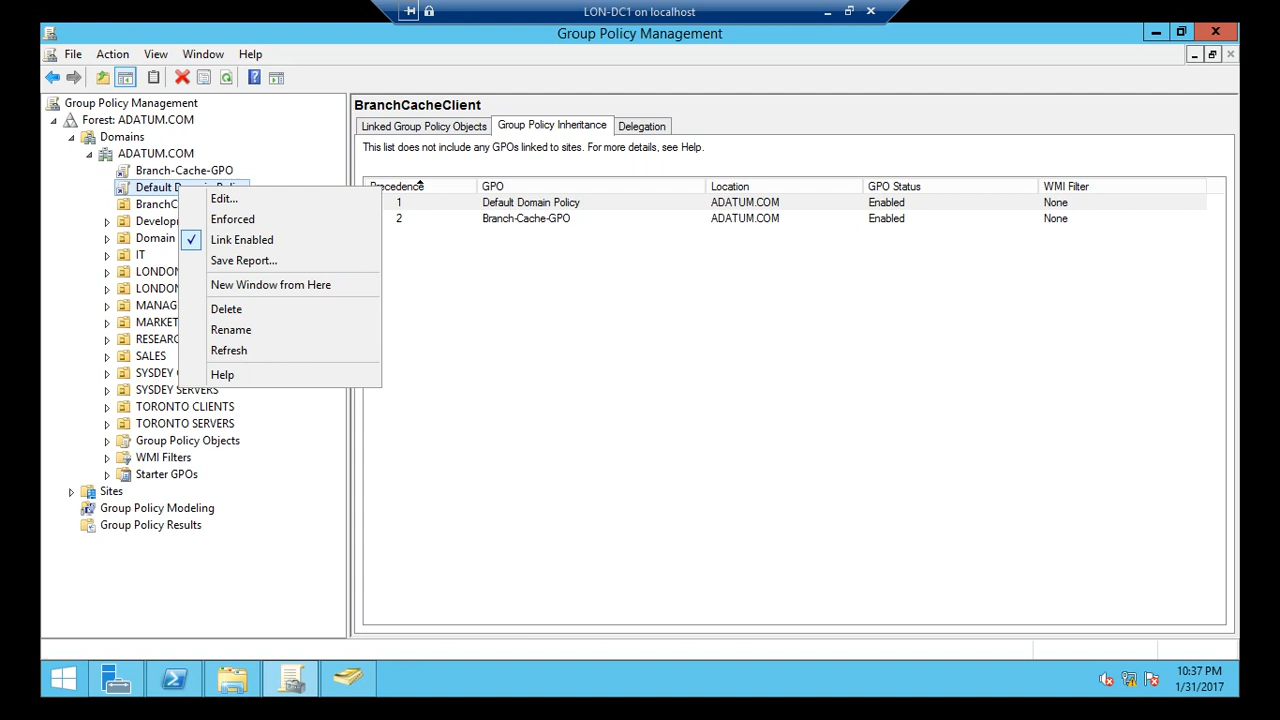 LON-DC1 on localhost
Group Policy Management
File Action View Window Help
Group Policy Management
Forest: ADATUM.COM
Domains
ADATUM.COM
Branch-Cache-GPO
Default Domain Policy
BranchC
Develop
Domain
IT
LONDON
LONDON
MANAG
MARKET
RESEARC
SALES
SYSDEV
SYSDEV SERVERS
TORONTO CLIENTS
TORONTO SERVERS
Group Policy Objects
WMI Filters
Starter GPOs
Sites
Group Policy Modeling
Group Policy Results
Edit...
Enforced
Link Enabled
Save Report...
New Window from Here
Delete
Rename
Refresh
Help
BranchCacheClient
Linked Group Policy Objects Group Policy Inheritance Delegation
This list does not include any GPOs linked to sites. For more details, see Help.
Precedence GPO Location GPO Status WMI Filter
1 Default Domain Policy ADATUM.COM Enabled None
2 Branch-Cache-GPO ADATUM.COM Enabled None
10:37 PM
1/31/2017